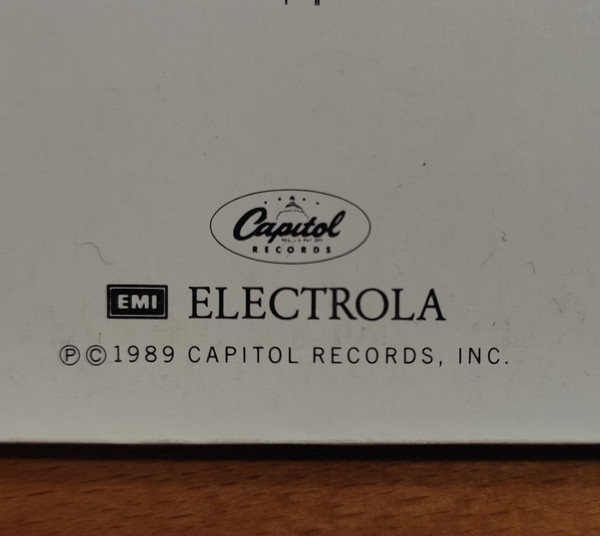 Capitol
RECORDS
EMI ELECTROLA
℗©1989 CAPITOL RECORDS, INC.